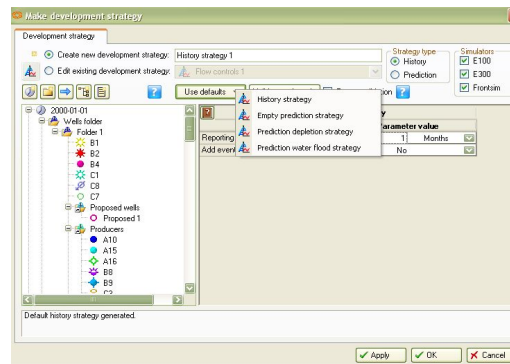 Make development strategy
Development strategy
Create new development strategy: History strategy 1
Edit existing development strategy: Flow controls 1
Strategy type
History
Prediction
Simulators
E100
E300
Frontsim
Use defaults
History strategy
Empty prediction strategy
Prediction depletion strategy
Prediction water flood strategy
Parameter value
Reporting 1 Months
Add event No
2000-01-01
Wells folder
Folder 1
B1
B2
B4
C1
C8
C7
Proposed wells
Proposed 1
Producers
A10
A15
A16
B8
B9
C2
Default history strategy generated.
Apply OK Cancel